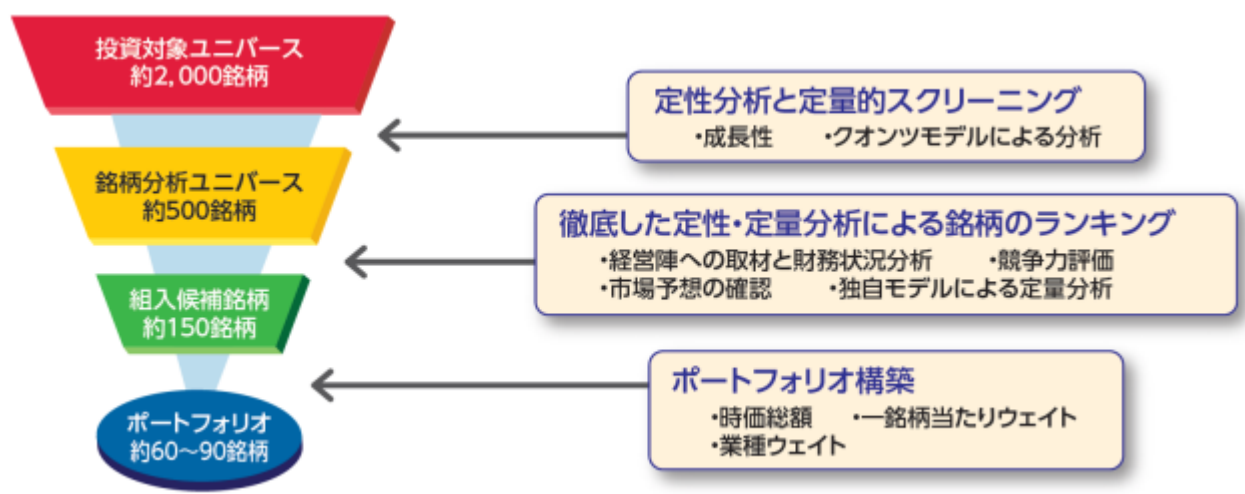 投資対象ユニバース
約2,000銘柄
定性分析と定量的スクリーニング
・成長性 ・クオンツモデルによる分析
銘柄分析ユニバース
約500銘柄
徹底した定性・定量分析による銘柄のランキング
・経営陣への取材と財務状況分析 ・競争力評価
・市場予想の確認 ・独自モデルによる定量分析
組入候補銘柄
約150銘柄
ポートフォリオ構築
・時価総額 ・一銘柄当たりウェイト
・業種ウェイト
ポートフォリオ
約60〜90銘柄